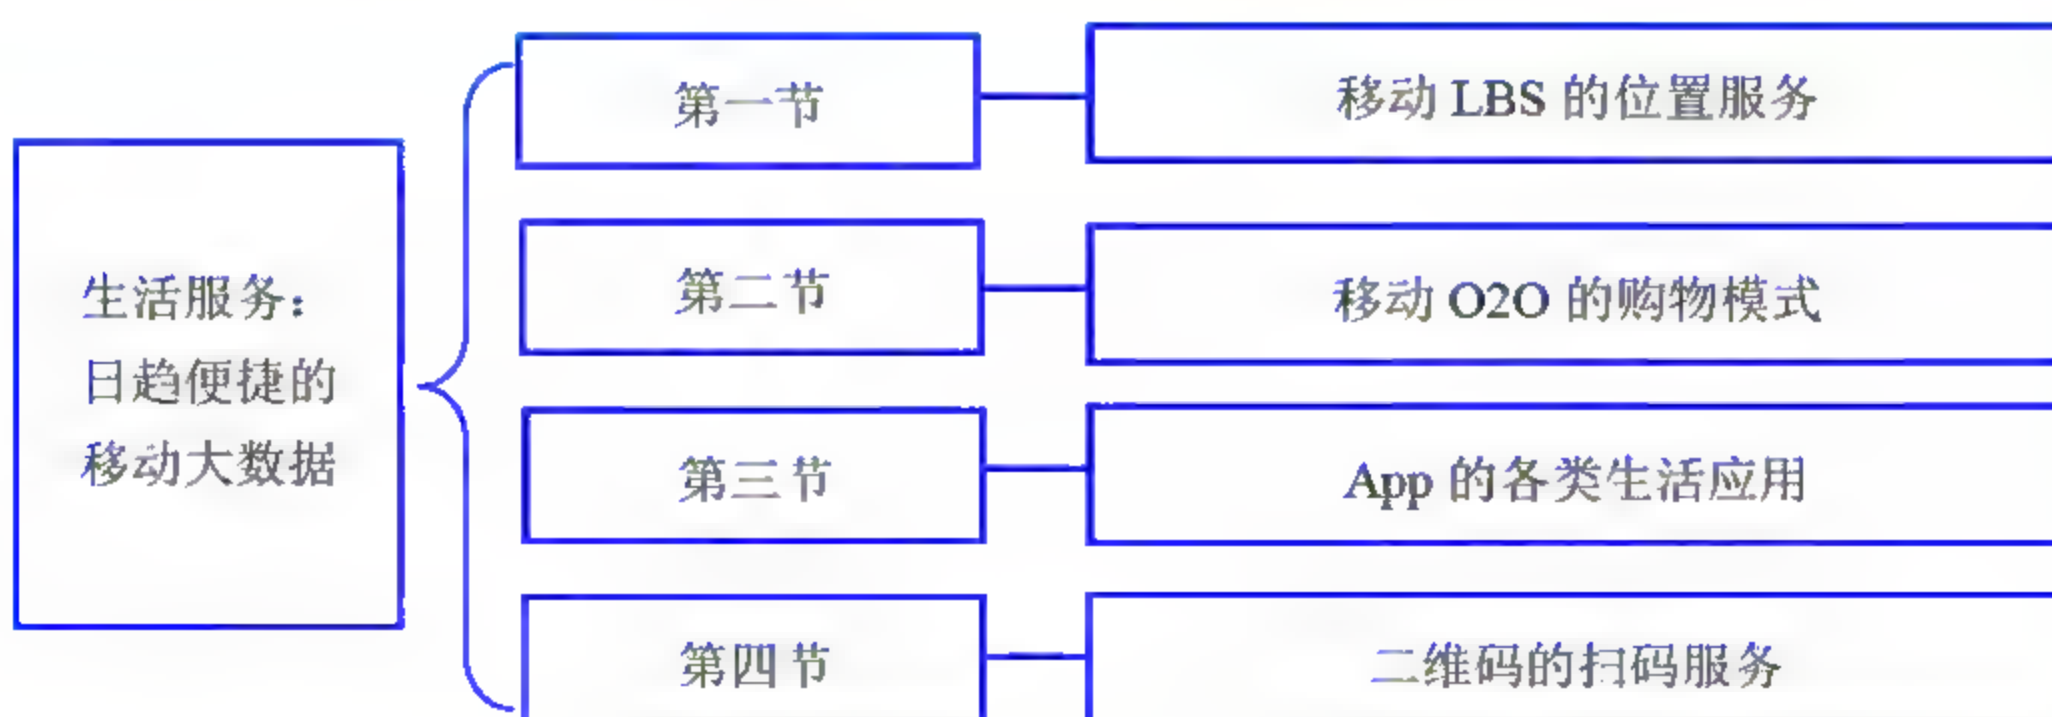 第一节
移动 LBS 的位置服务
生活服务：
日趋便捷的
移动大数据
第二节
移动 O2O 的购物模式
第三节
App 的各类生活应用
第四节
二维码的扫码服务